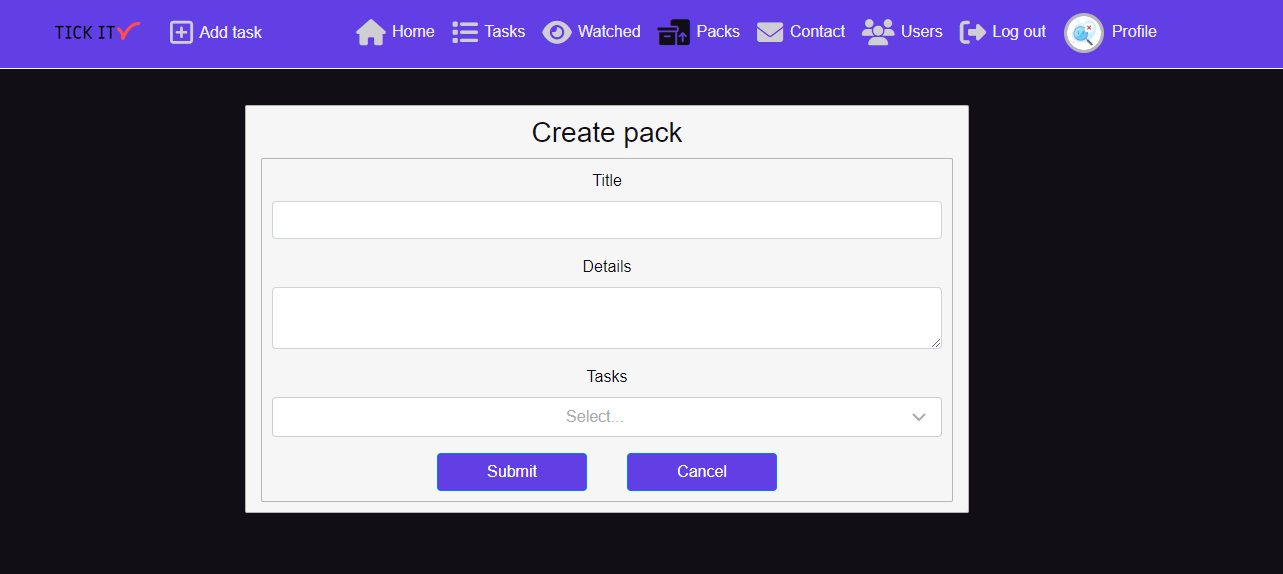 TICK IT Add task Home Tasks Watched Packs Contact Users Log out Profile
Create pack
Title
Details
Tasks
Select...
Submit Cancel